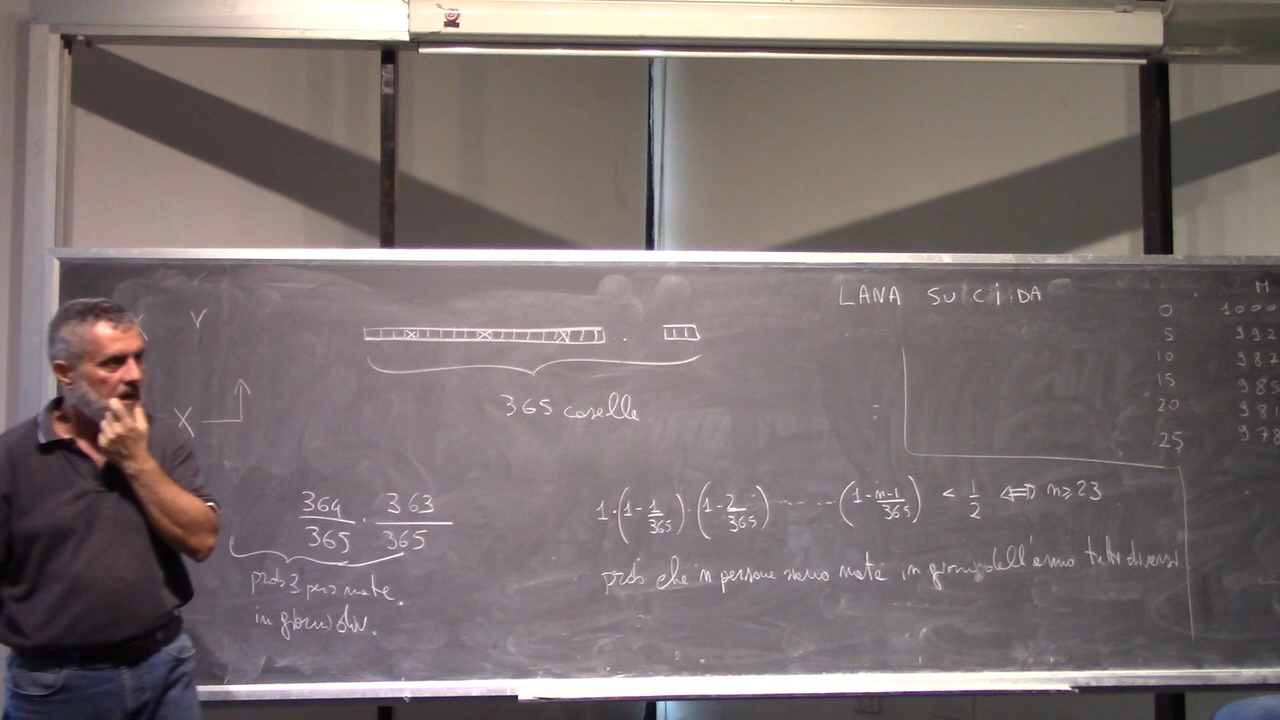 LANA SUCIDA
M
0 1000
5 992
10 987
15 985
20 981
25 978
Y
X
365 caselle
364/365 · 363/365
prob 3 pers nate
in giorni div.
1·(1-1/365)·(1-2/365) ---- (1-n-1/365) < 1/2 ⟺ n≥23
prob che n persone siano nate in giorni dell'anno tutti diversi